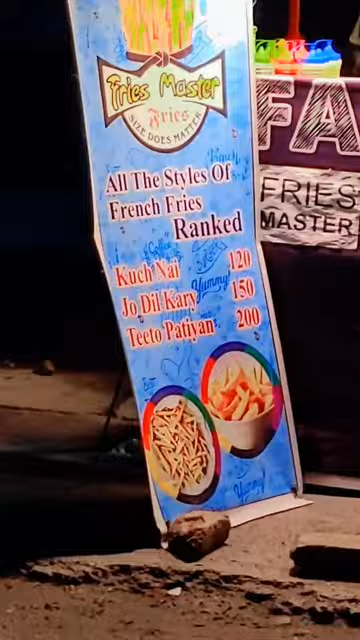 Fries Master
Fries
SIZE DOES MATTER
All The Styles Of
French Fries
Ranked
Kuch Nai 120
Jo Dil Kary 150
Teeto Patiyan 200
Yummy!
Yummy
FA
FRIES
MASTER